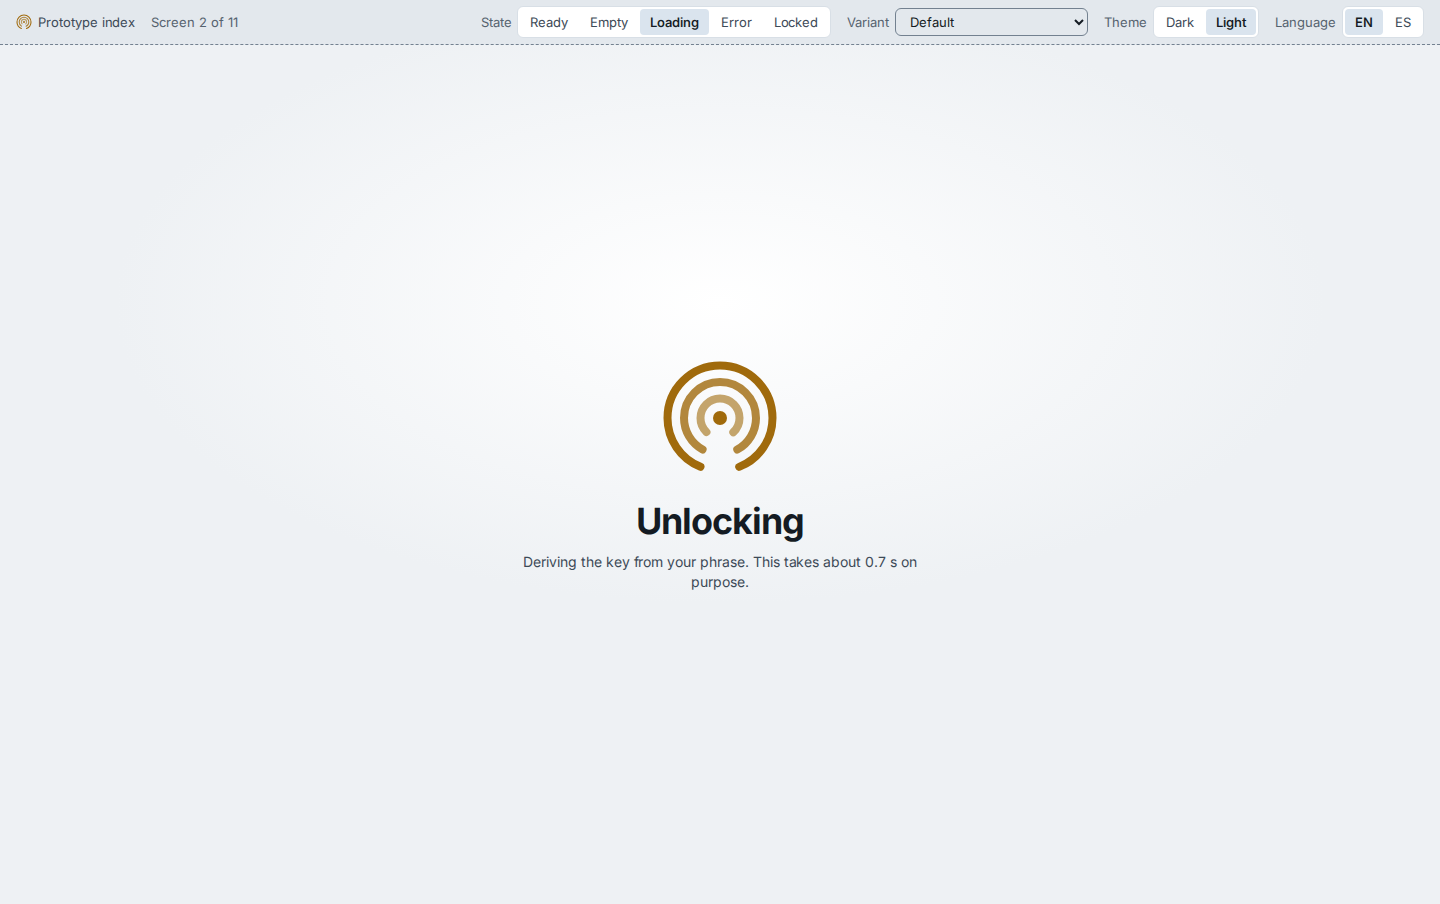 Prototype index Screen 2 of 11 State Ready Empty Loading Error Locked Variant Default Theme Dark Light Language EN ES
Unlocking
Deriving the key from your phrase. This takes about 0.7 s on
purpose.